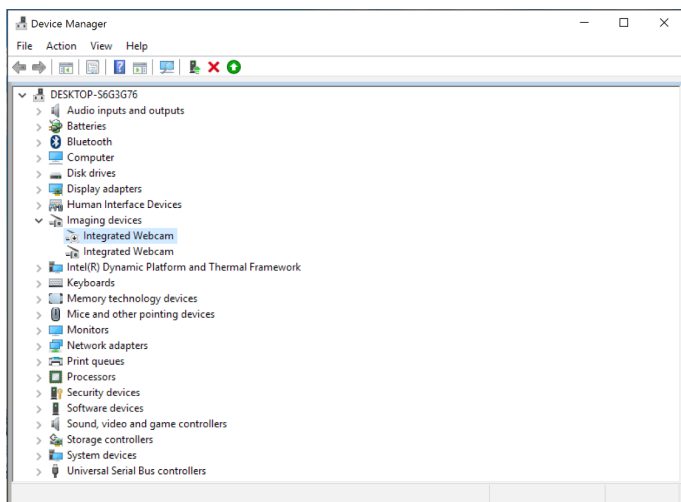 Device Manager
File Action View Help
DESKTOP-S6G3G76
Audio inputs and outputs
Batteries
Bluetooth
Computer
Disk drives
Display adapters
Human Interface Devices
Imaging devices
Integrated Webcam
Integrated Webcam
Intel(R) Dynamic Platform and Thermal Framework
Keyboards
Memory technology devices
Mice and other pointing devices
Monitors
Network adapters
Print queues
Processors
Security devices
Software devices
Sound, video and game controllers
Storage controllers
System devices
Universal Serial Bus controllers